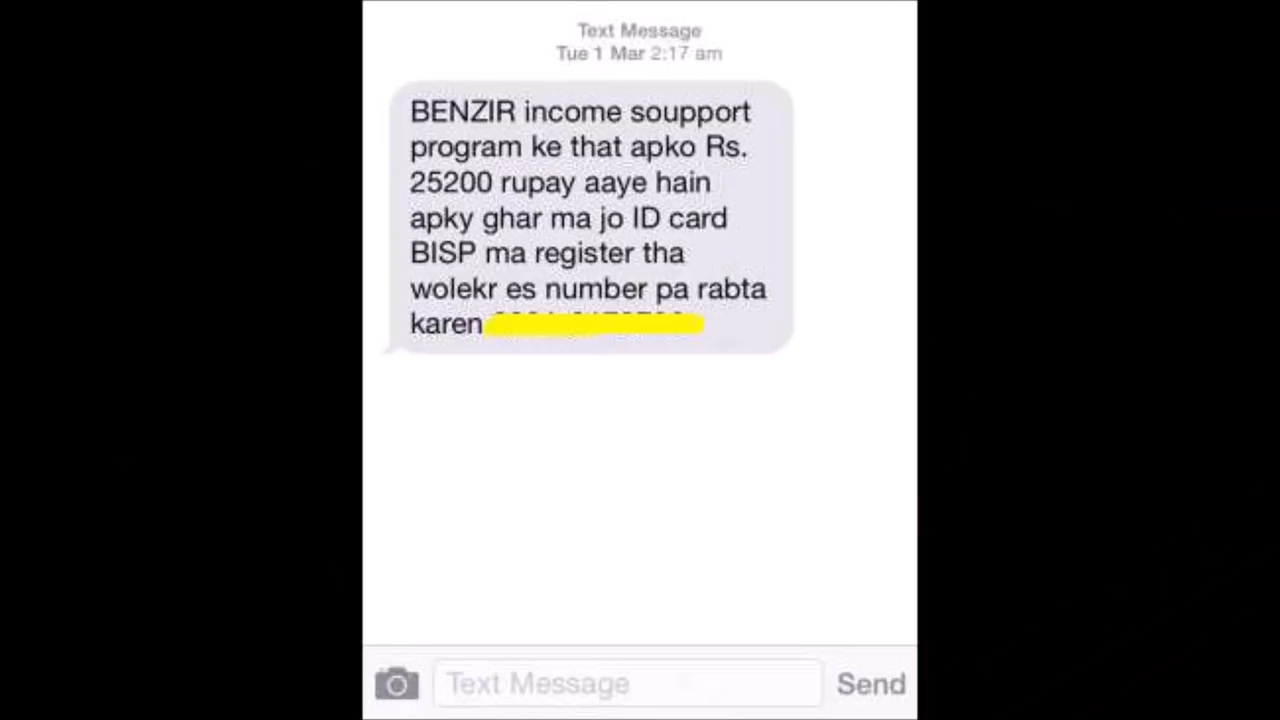 Text Message
Tue 1 Mar 2:17 am
BENZIR income soupport
program ke that apko Rs.
25200 rupay aaye hain
apky ghar ma jo ID card
BISP ma register tha
wolekr es number pa rabta
karen
Text Message
Send